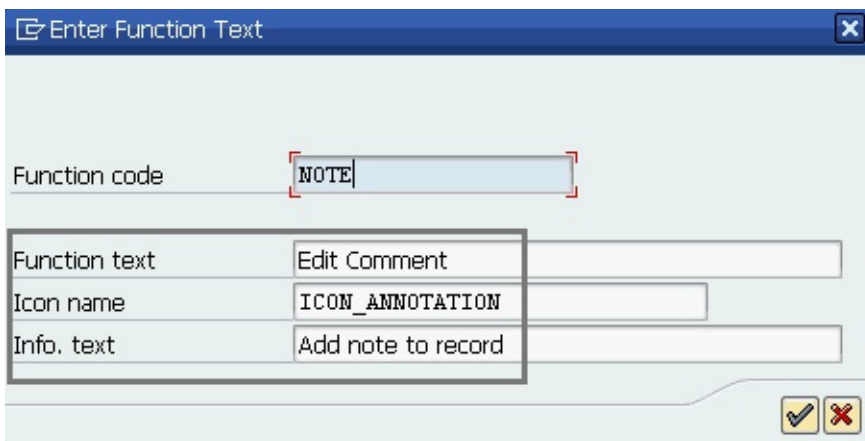 Enter Function Text
Function code NOTE
Function text Edit Comment
Icon name ICON_ANNOTATION
Info. text Add note to record